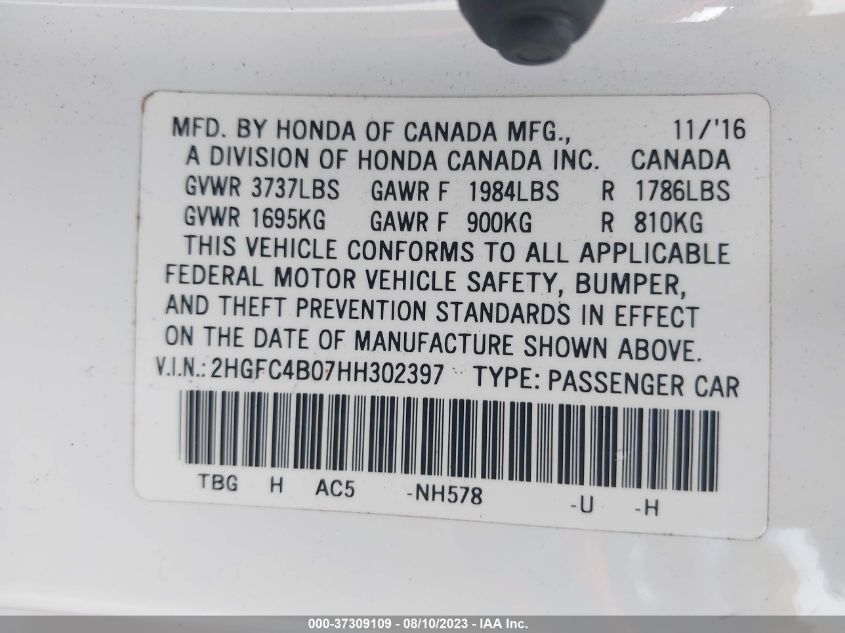 MFD. BY HONDA OF CANADA MFG., 11/'16
A DIVISION OF HONDA CANADA INC. CANADA
GVWR 3737LBS GAWR F 1984LBS R 1786LBS
GVWR 1695KG GAWR F 900KG R 810KG
THIS VEHICLE CONFORMS TO ALL APPLICABLE
FEDERAL MOTOR VEHICLE SAFETY, BUMPER,
AND THEFT PREVENTION STANDARDS IN EFFECT
ON THE DATE OF MANUFACTURE SHOWN ABOVE.
V.I.N.: 2HGFC4B07HH302397 TYPE: PASSENGER CAR
TBG H AC5 -NH578 -U -H
000-37309109 - 08/10/2023 - IAA Inc.